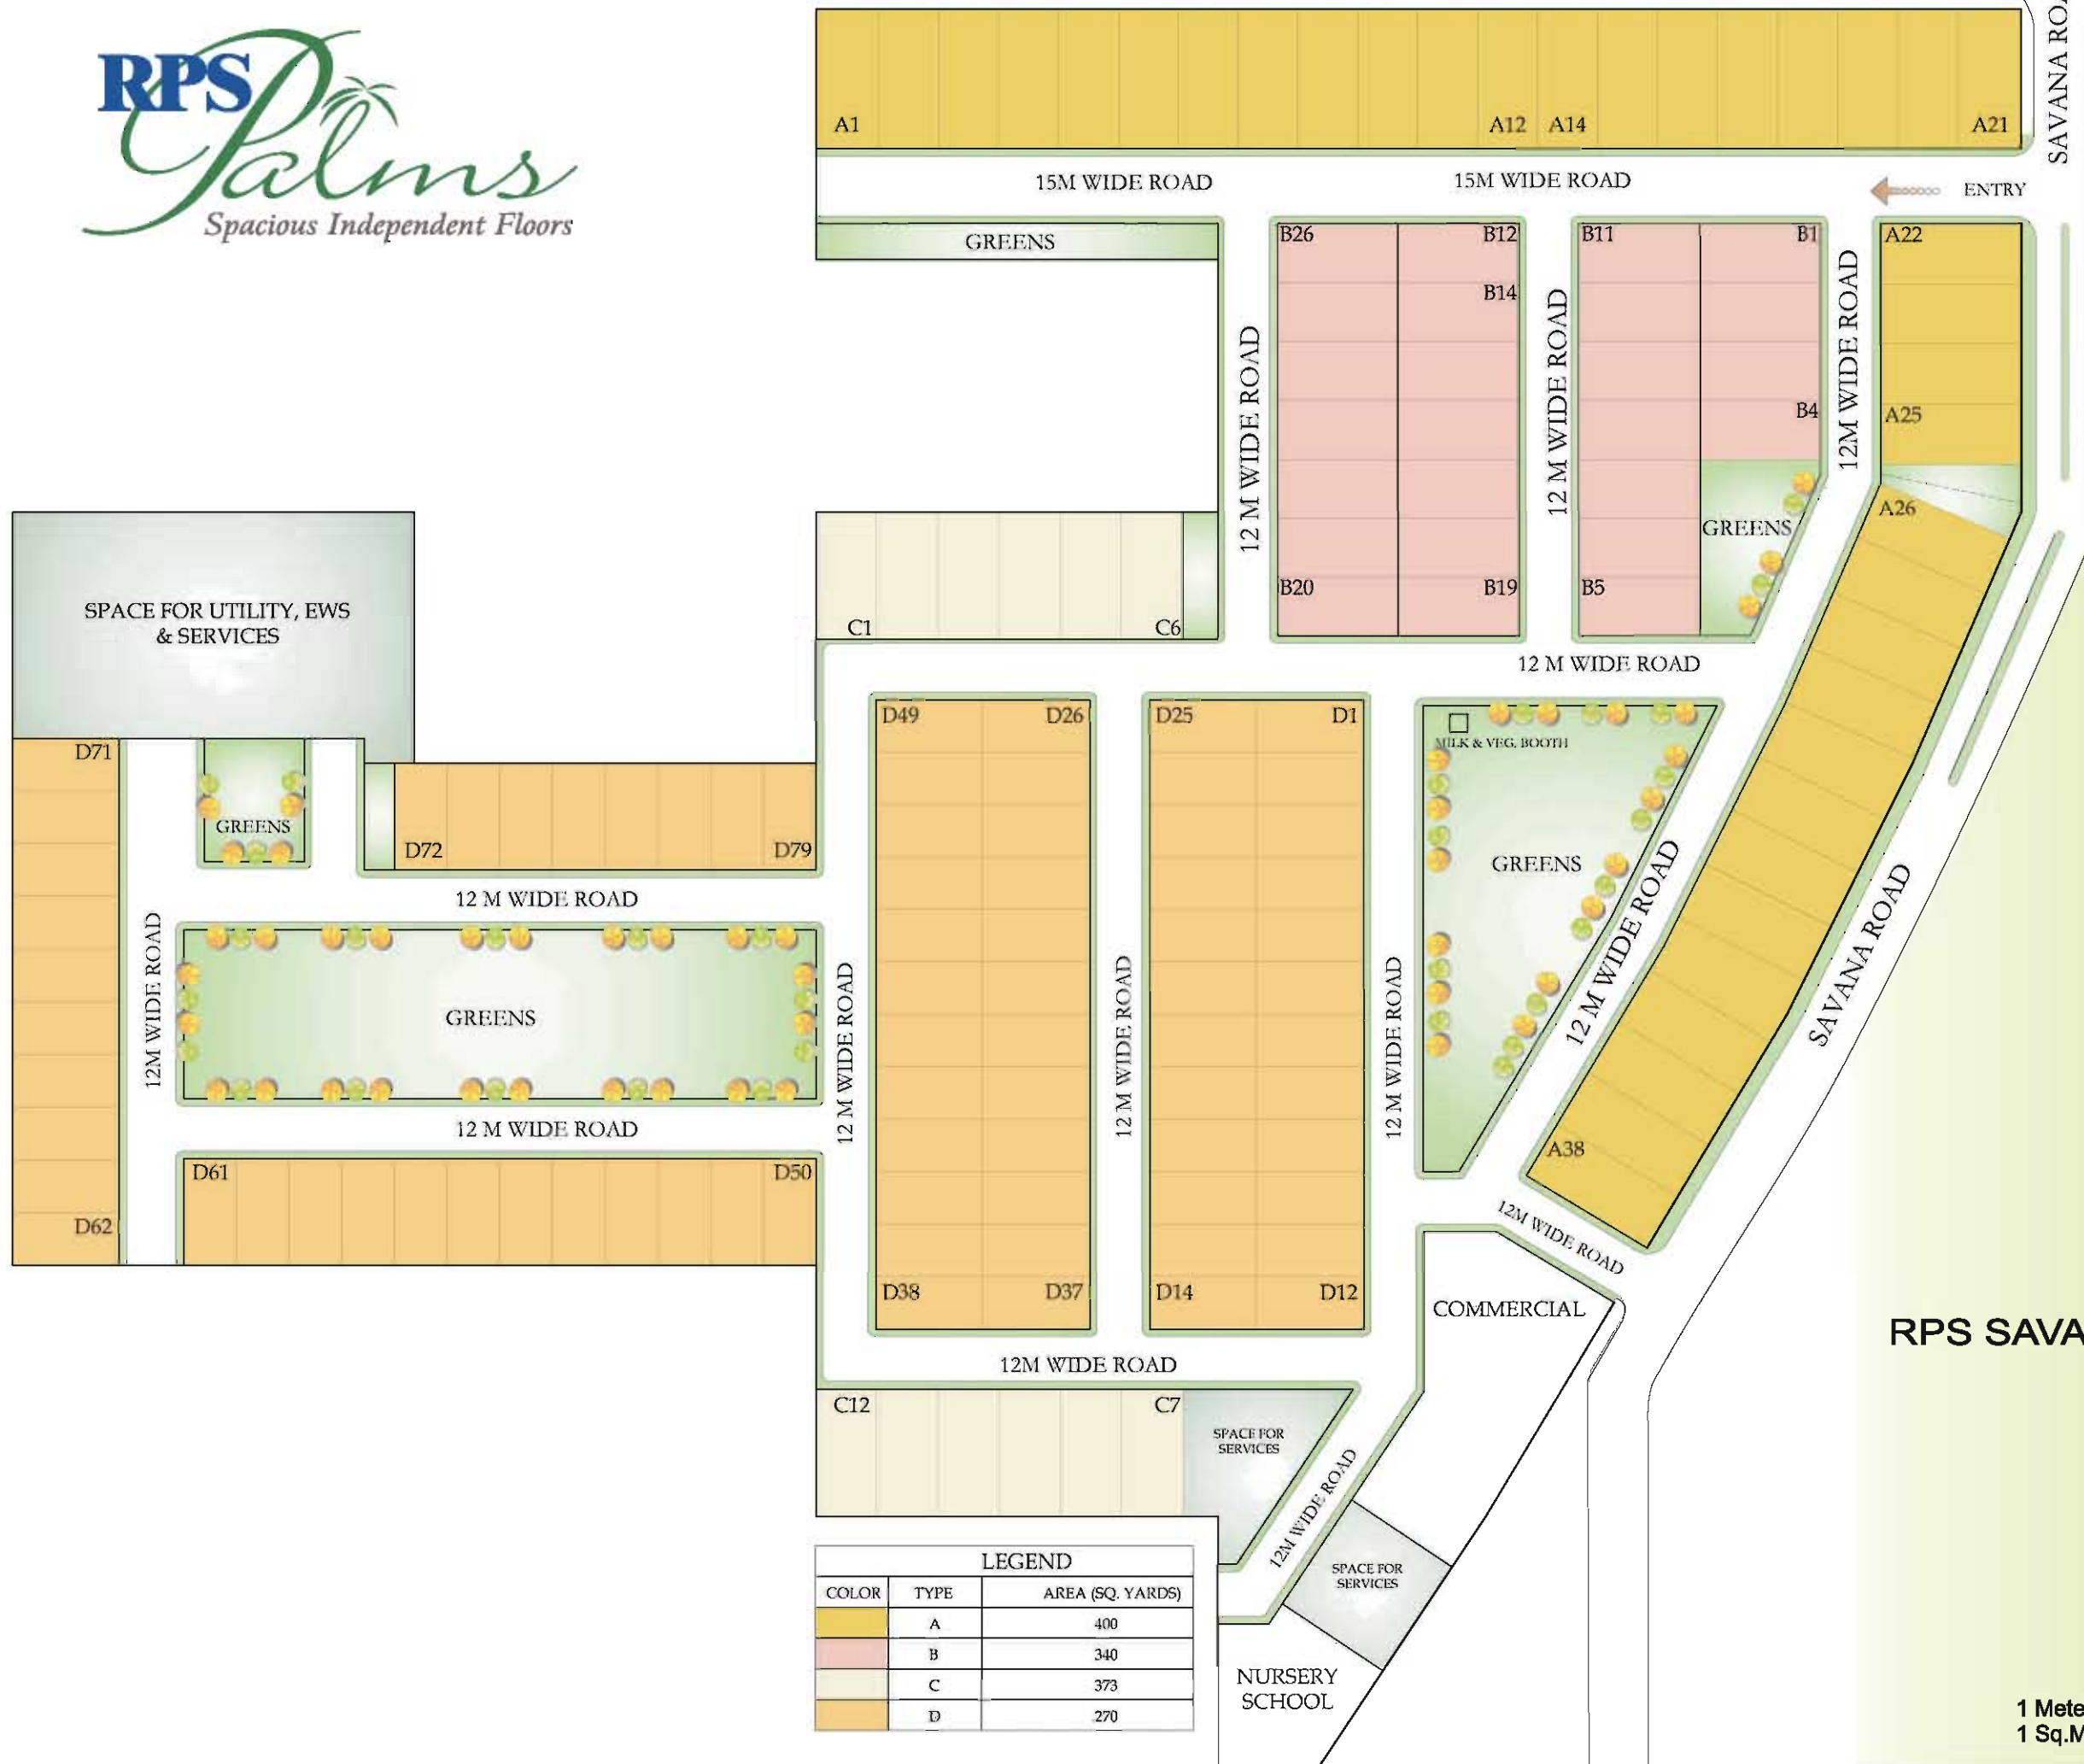 RPS
Palms
Spacious Independent Floors
A1
A12
A14
A21
15M WIDE ROAD
15M WIDE ROAD
ENTRY
GREENS
B26
B12
B14
B11
B1
A22
B4
A25
12 M WIDE ROAD
12 M WIDE ROAD
12M WIDE ROAD
A26
GREENS
B20
B19
B5
SPACE FOR UTILITY, EWS
& SERVICES
C1
C6
12 M WIDE ROAD
D49
D26
D25
D1
MILK & VEG. BOOTH
D71
GREENS
D72
D79
GREENS
12 M WIDE ROAD
12M WIDE ROAD
GREENS
12 M WIDE ROAD
12 M WIDE ROAD
12 M WIDE ROAD
12 M WIDE ROAD
SAVANA ROAD
12 M WIDE ROAD
D61
D50
D62
A38
12M WIDE ROAD
D38
D37
D14
D12
COMMERCIAL
RPS SAVA
12M WIDE ROAD
C12
C7
SPACE FOR
SERVICES
12M WIDE ROAD
SPACE FOR
SERVICES
NURSERY
SCHOOL
LEGEND
COLOR TYPE AREA (SQ. YARDS)
A 400
B 340
C 373
D 270
1 Mete
1 Sq.M